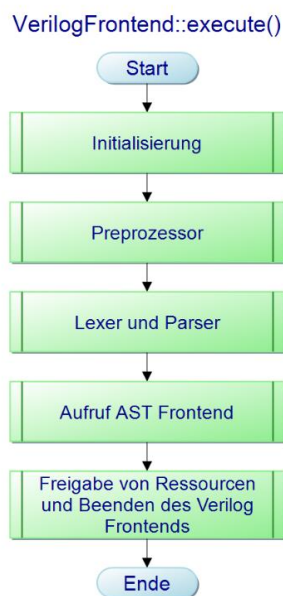 VerilogFrontend::execute()
Start
Initialisierung
Preprozessor
Lexer und Parser
Aufruf AST Frontend
Freigabe von Ressourcen
und Beenden des Verilog
Frontends
Ende